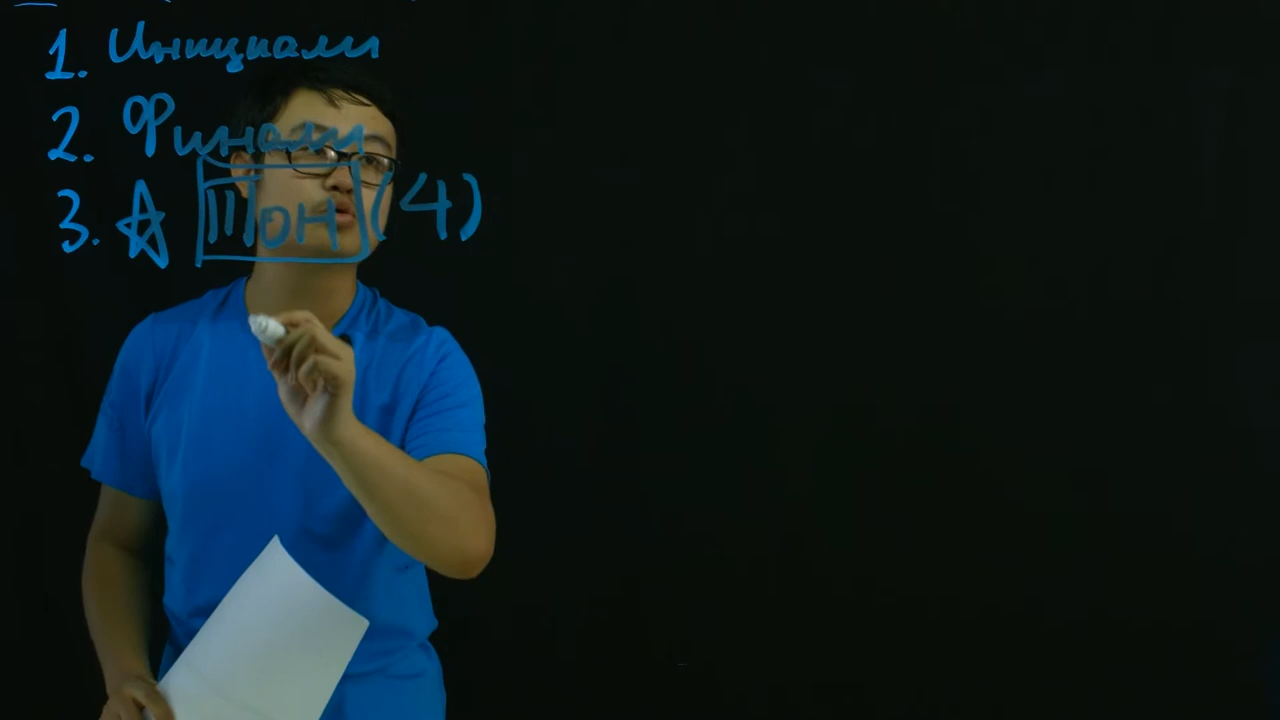 1. Инициали
2. Финали
3. ☆ Тон (4)